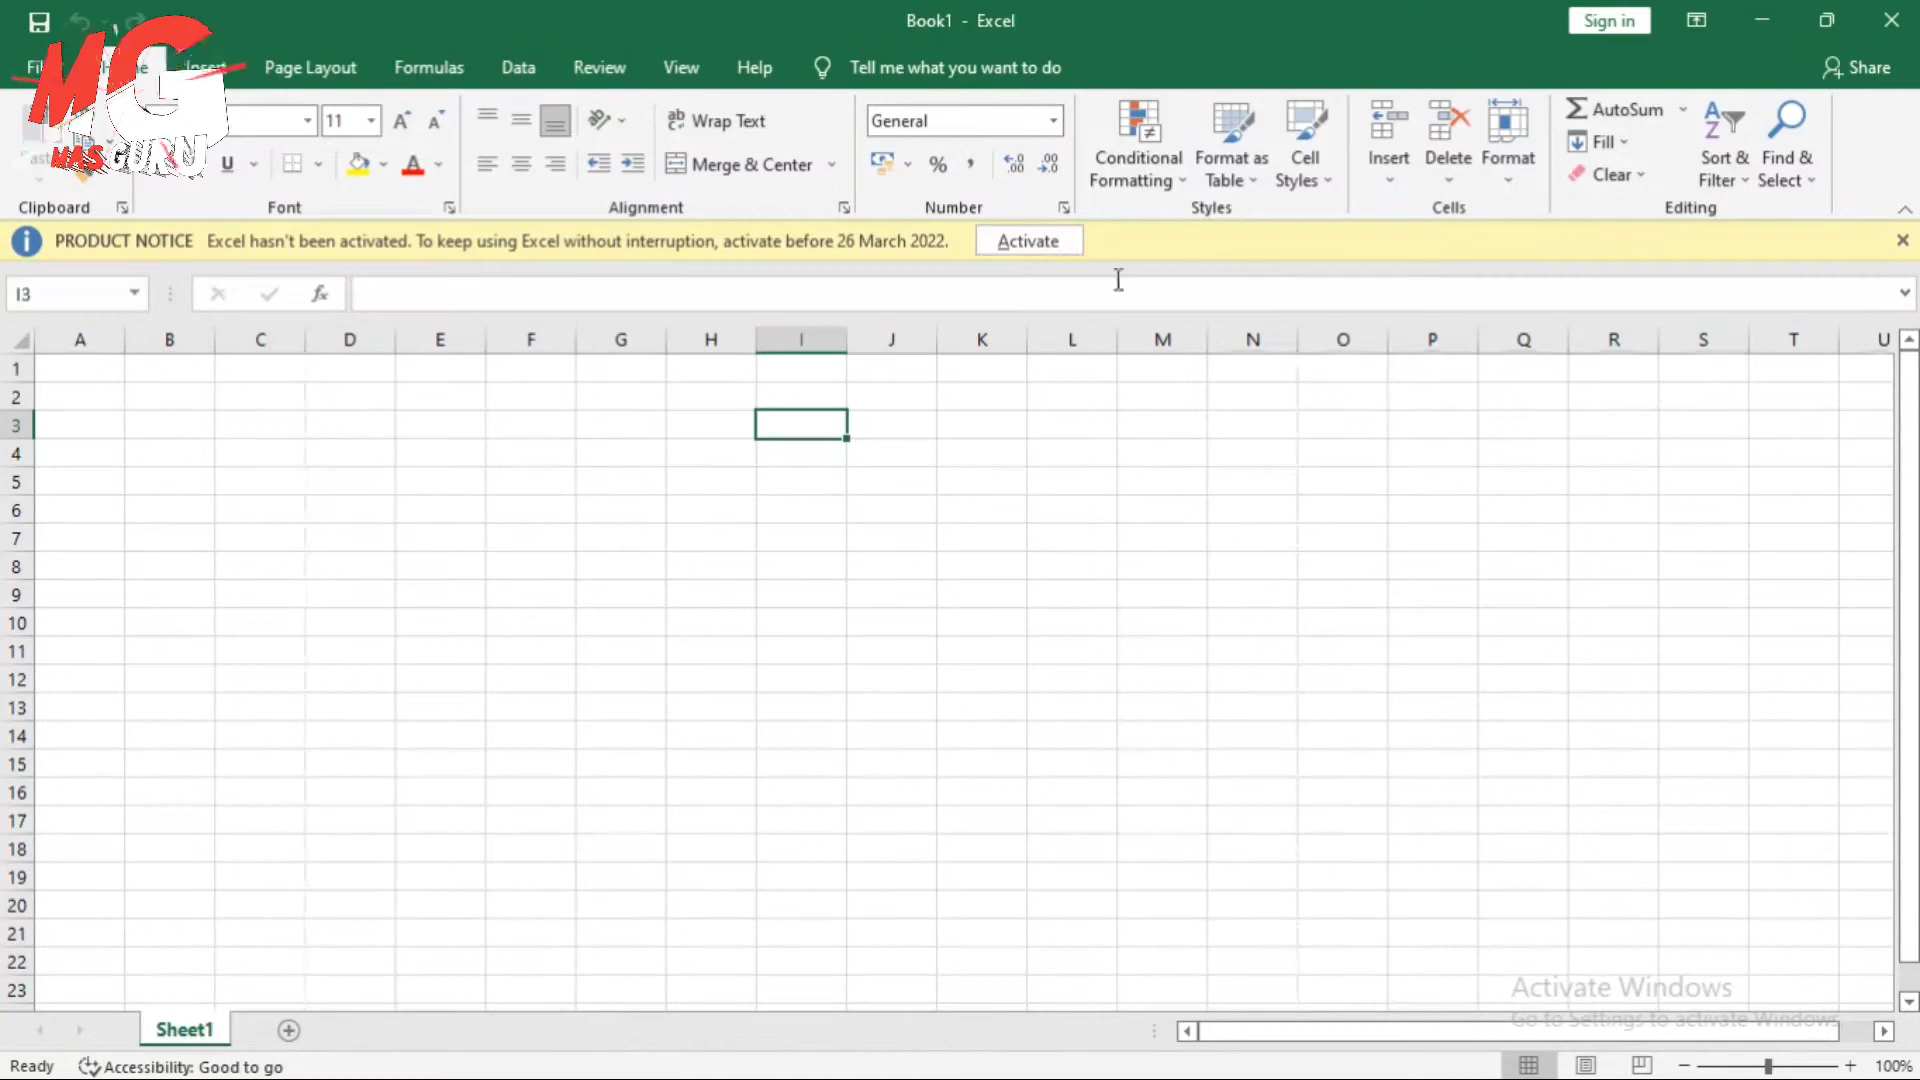 Book1 - Excel
Sign in
MG
MAS GURU
Page Layout
Formulas
Data
Review
View
Help
Tell me what you want to do
Share
11
Wrap Text
Merge & Center
General
Conditional Formatting
Format as Table
Cell Styles
Insert
Delete
Format
AutoSum
Fill
Clear
Sort & Filter
Find & Select
Clipboard
Font
Alignment
Number
Styles
Cells
Editing
PRODUCT NOTICE Excel hasn't been activated. To keep using Excel without interruption, activate before 26 March 2022.
Activate
I3
fx
A B C D E F G H I J K L M N O P Q R S T U
1
2
3
4
5
6
7
8
9
10
11
12
13
14
15
16
17
18
19
20
21
22
23
Activate Windows
Go to Settings to activate Windows.
Sheet1
Ready
Accessibility: Good to go
100%